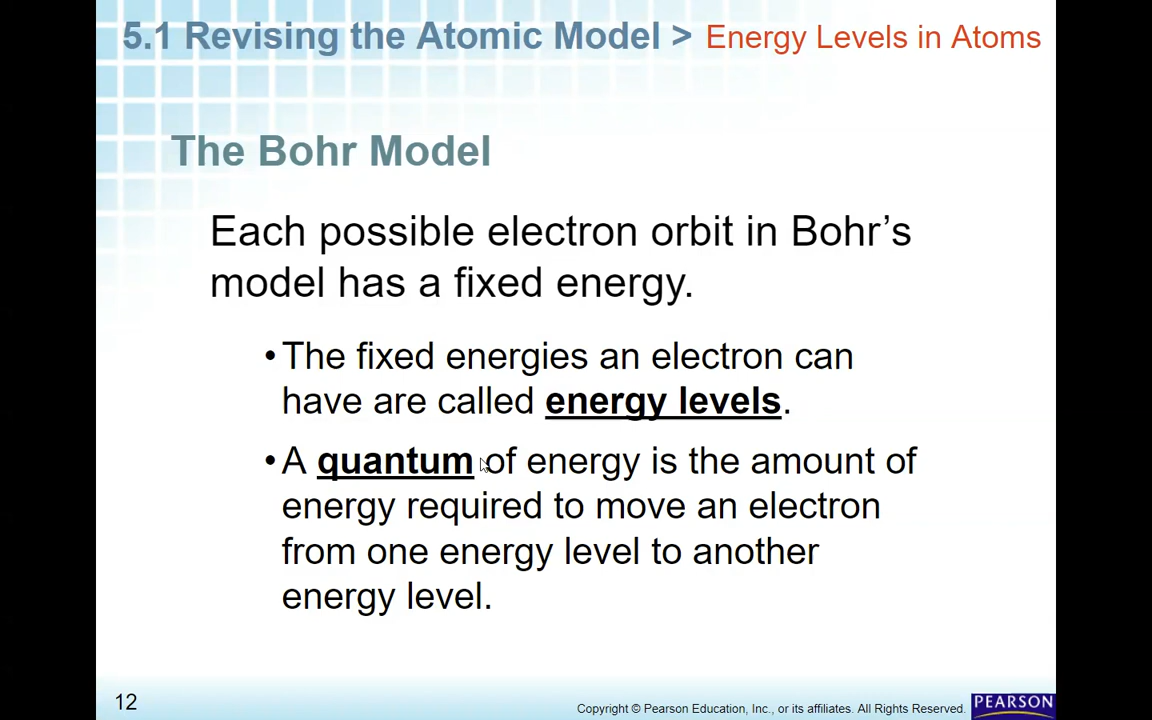 5.1 Revising the Atomic Model > Energy Levels in Atoms
The Bohr Model
Each possible electron orbit in Bohr’s
model has a fixed energy.
•The fixed energies an electron can
have are called energy levels.
•A quantum of energy is the amount of
energy required to move an electron
from one energy level to another
energy level.
12
Copyright © Pearson Education, Inc., or its affiliates. All Rights Reserved.
PEARSON